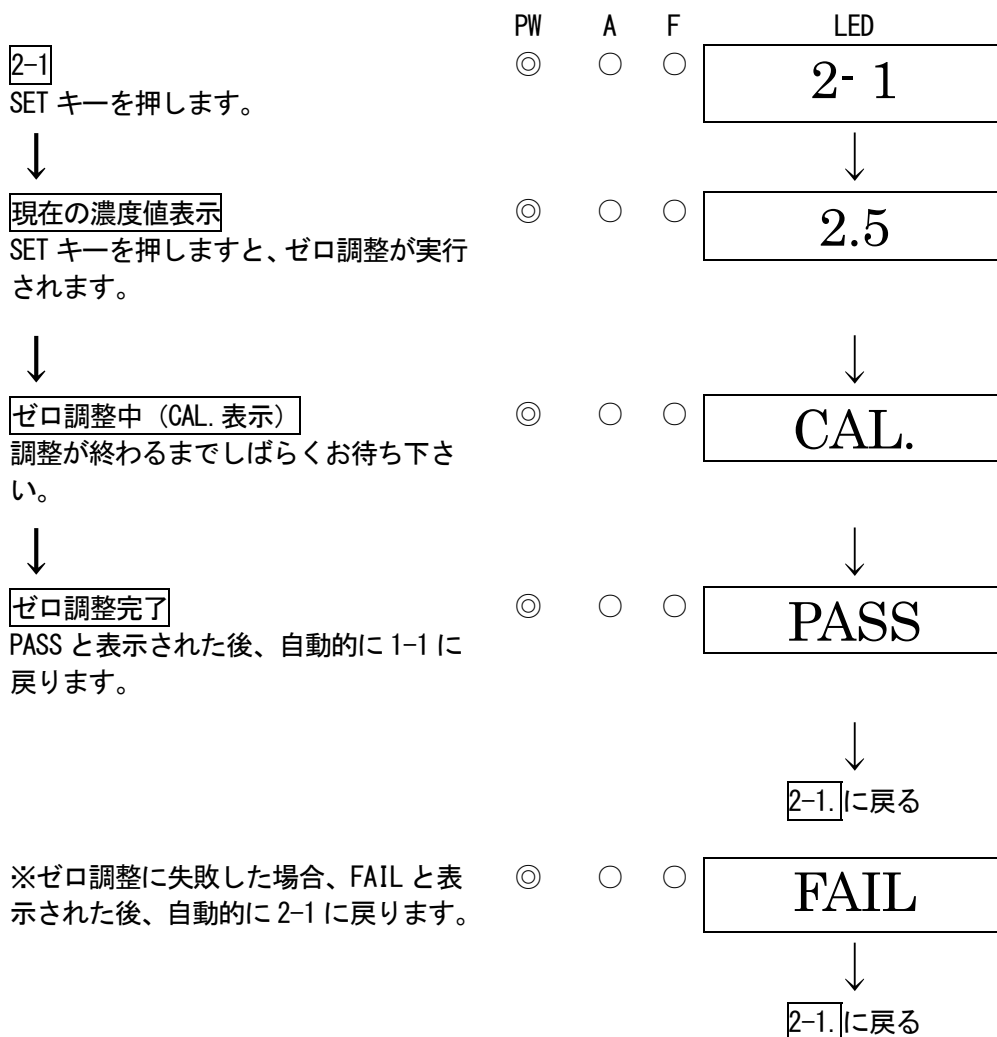 PW A F LED
2-1 ◎ ○ ○ 2- 1
SET キーを押します。
↓ ↓
現在の濃度値表示 ◎ ○ ○ 2.5
SET キーを押しますと、ゼロ調整が実行
されます。
↓ ↓
ゼロ調整中（CAL.表示） ◎ ○ ○ CAL.
調整が終わるまでしばらくお待ち下さ
い。
↓ ↓
ゼロ調整完了 ◎ ○ ○ PASS
PASS と表示された後、自動的に 1-1 に
戻ります。
↓
2-1.に戻る
※ゼロ調整に失敗した場合、FAIL と表 ◎ ○ ○ FAIL
示された後、自動的に 2-1 に戻ります。
↓
2-1.に戻る